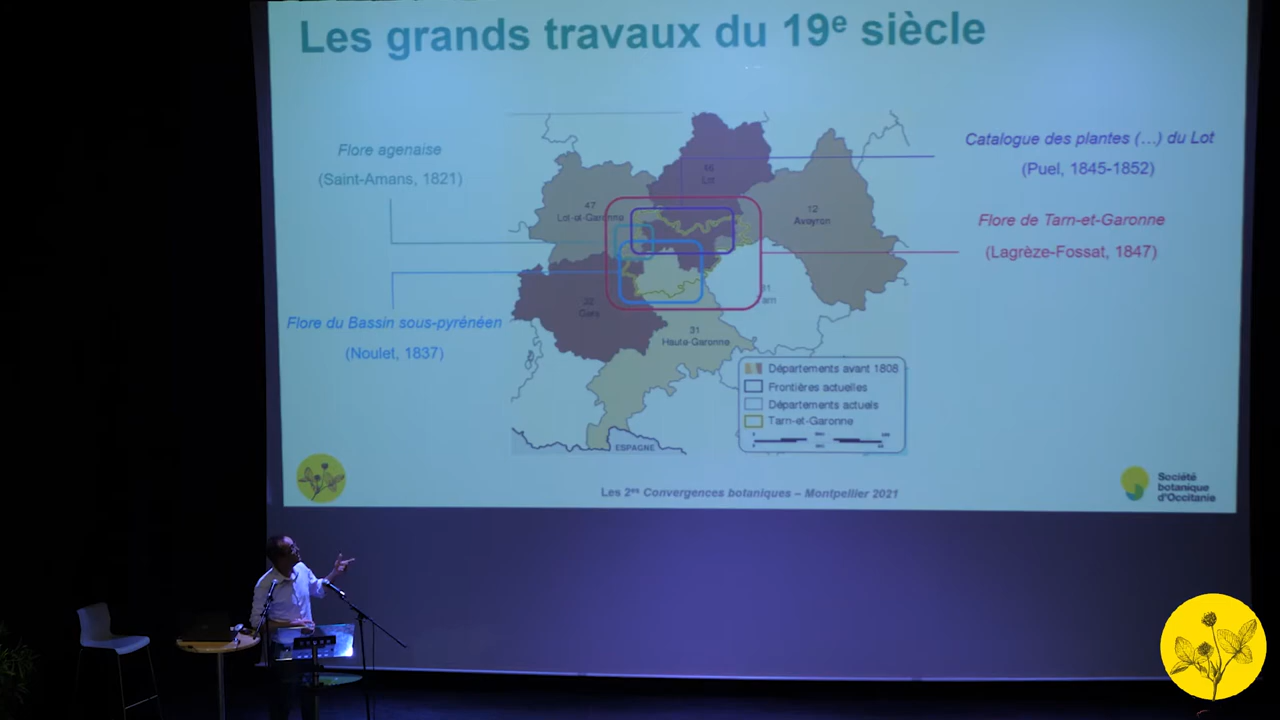 Les grands travaux du 19e siècle
Flore agenaise
(Saint-Amans, 1821)
Catalogue des plantes (…) du Lot
(Puel, 1845-1852)
Flore de Tarn-et-Garonne
(Lagrèze-Fossat, 1847)
Flore du Bassin sous-pyrénéen
(Noulet, 1837)
46
Lot
47
Lot-et-Garonne
12
Aveyron
32
Gers
31
Haute-Garonne
Départements avant 1808
Frontières actuelles
Départements actuels
Tarn-et-Garonne
ESPAGNE
Les 2es Convergences botaniques – Montpellier 2021
Société
botanique
d'Occitanie